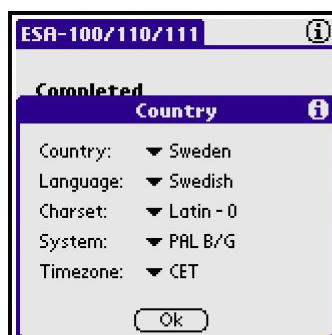 ESA-100/110/111
Completed
Country
Country: Sweden
Language: Swedish
Charset: Latin - 0
System: PAL B/G
Timezone: CET
Ok